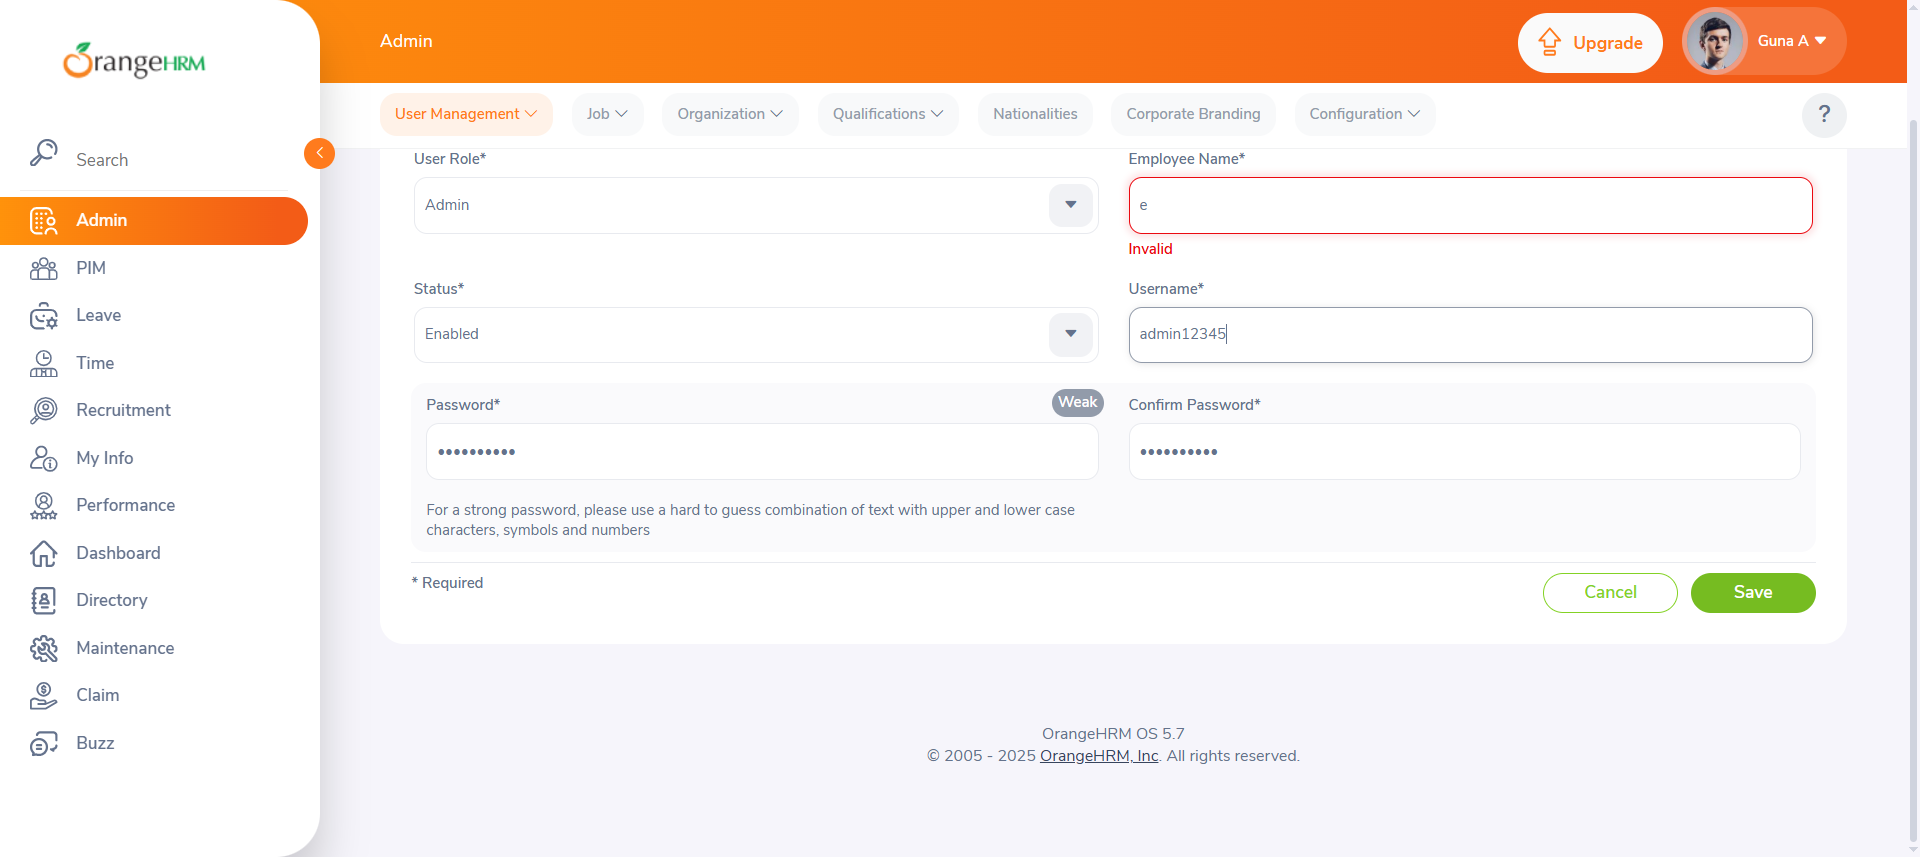 OrangeHRM
Admin
Upgrade
Guna A
User Management
Job
Organization
Qualifications
Nationalities
Corporate Branding
Configuration
?
Search
Admin
PIM
Leave
Time
Recruitment
My Info
Performance
Dashboard
Directory
Maintenance
Claim
Buzz
User Role*
Employee Name*
Admin
e
Invalid
Status*
Username*
Enabled
admin12345
Password*
Weak
Confirm Password*
••••••••••
••••••••••
For a strong password, please use a hard to guess combination of text with upper and lower case
characters, symbols and numbers
* Required
Cancel
Save
OrangeHRM OS 5.7
© 2005 - 2025 OrangeHRM, Inc. All rights reserved.